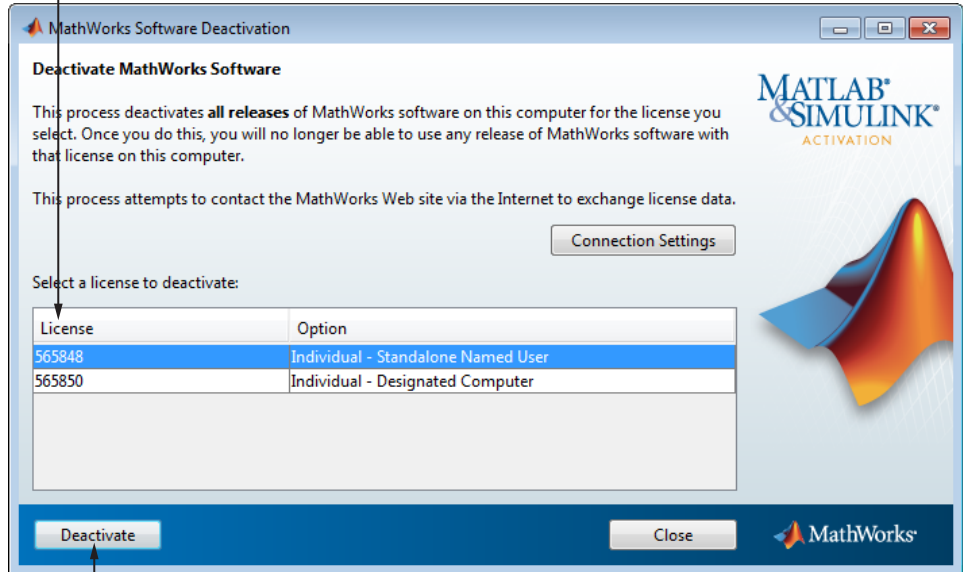 MathWorks Software Deactivation
Deactivate MathWorks Software
This process deactivates all releases of MathWorks software on this computer for the license you
select. Once you do this, you will no longer be able to use any release of MathWorks software with
that license on this computer.
This process attempts to contact the MathWorks Web site via the Internet to exchange license data.
Connection Settings
MATLAB®
&SIMULINK®
ACTIVATION
Select a license to deactivate:
License Option
565848 Individual - Standalone Named User
565850 Individual - Designated Computer
Deactivate Close MathWorks®